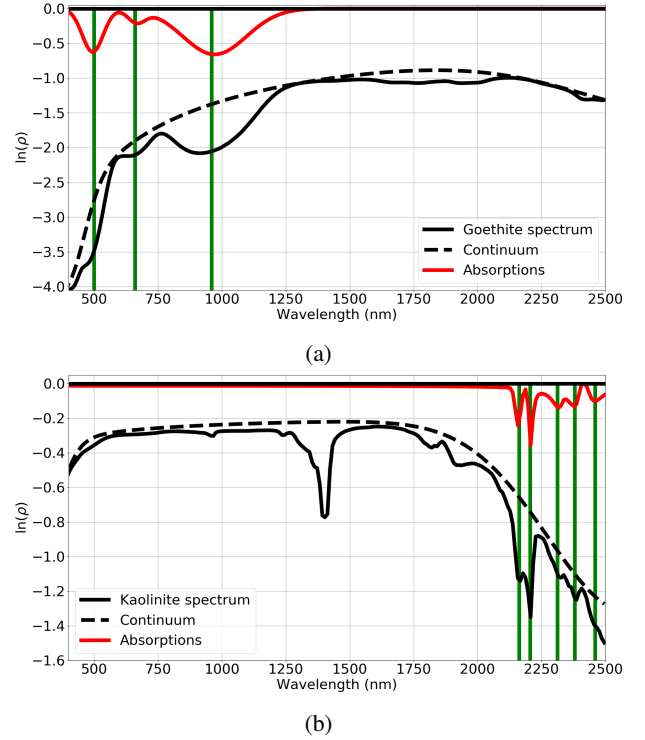 0.0
−0.5
−1.0
−1.5
−2.0
−2.5
−3.0
−3.5
−4.0
ln(ρ)
Goethite spectrum
Continuum
Absorptions
500 750 1000 1250 1500 1750 2000 2250 2500
Wavelength (nm)
(a)
0.0
−0.2
−0.4
−0.6
−0.8
−1.0
−1.2
−1.4
−1.6
ln(ρ)
Kaolinite spectrum
Continuum
Absorptions
500 750 1000 1250 1500 1750 2000 2250 2500
Wavelength (nm)
(b)